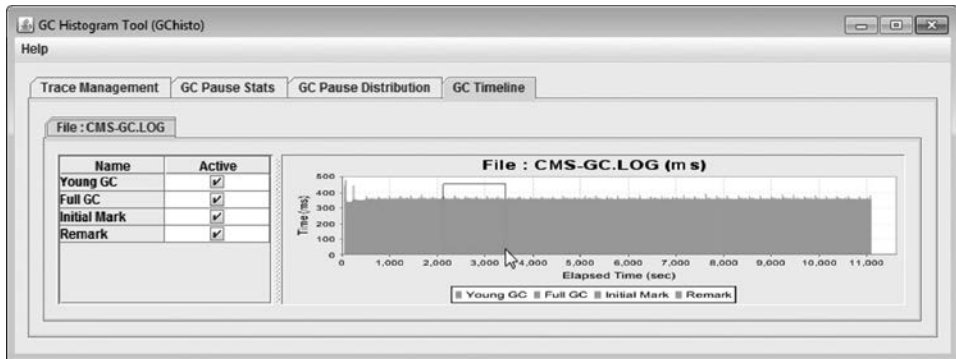 GC Histogram Tool (GChisto)
Help
Trace Management GC Pause Stats GC Pause Distribution GC Timeline
File : CMS-GC.LOG
Name Active
Young GC
Full GC
Initial Mark
Remark
File : CMS-GC.LOG (ms)
Time (ms)
500
400
300
200
100
0
0 1,000 2,000 3,000 4,000 5,000 6,000 7,000 8,000 9,000 10,000 11,000
Elapsed Time (sec)
Young GC Full GC Initial Mark Remark